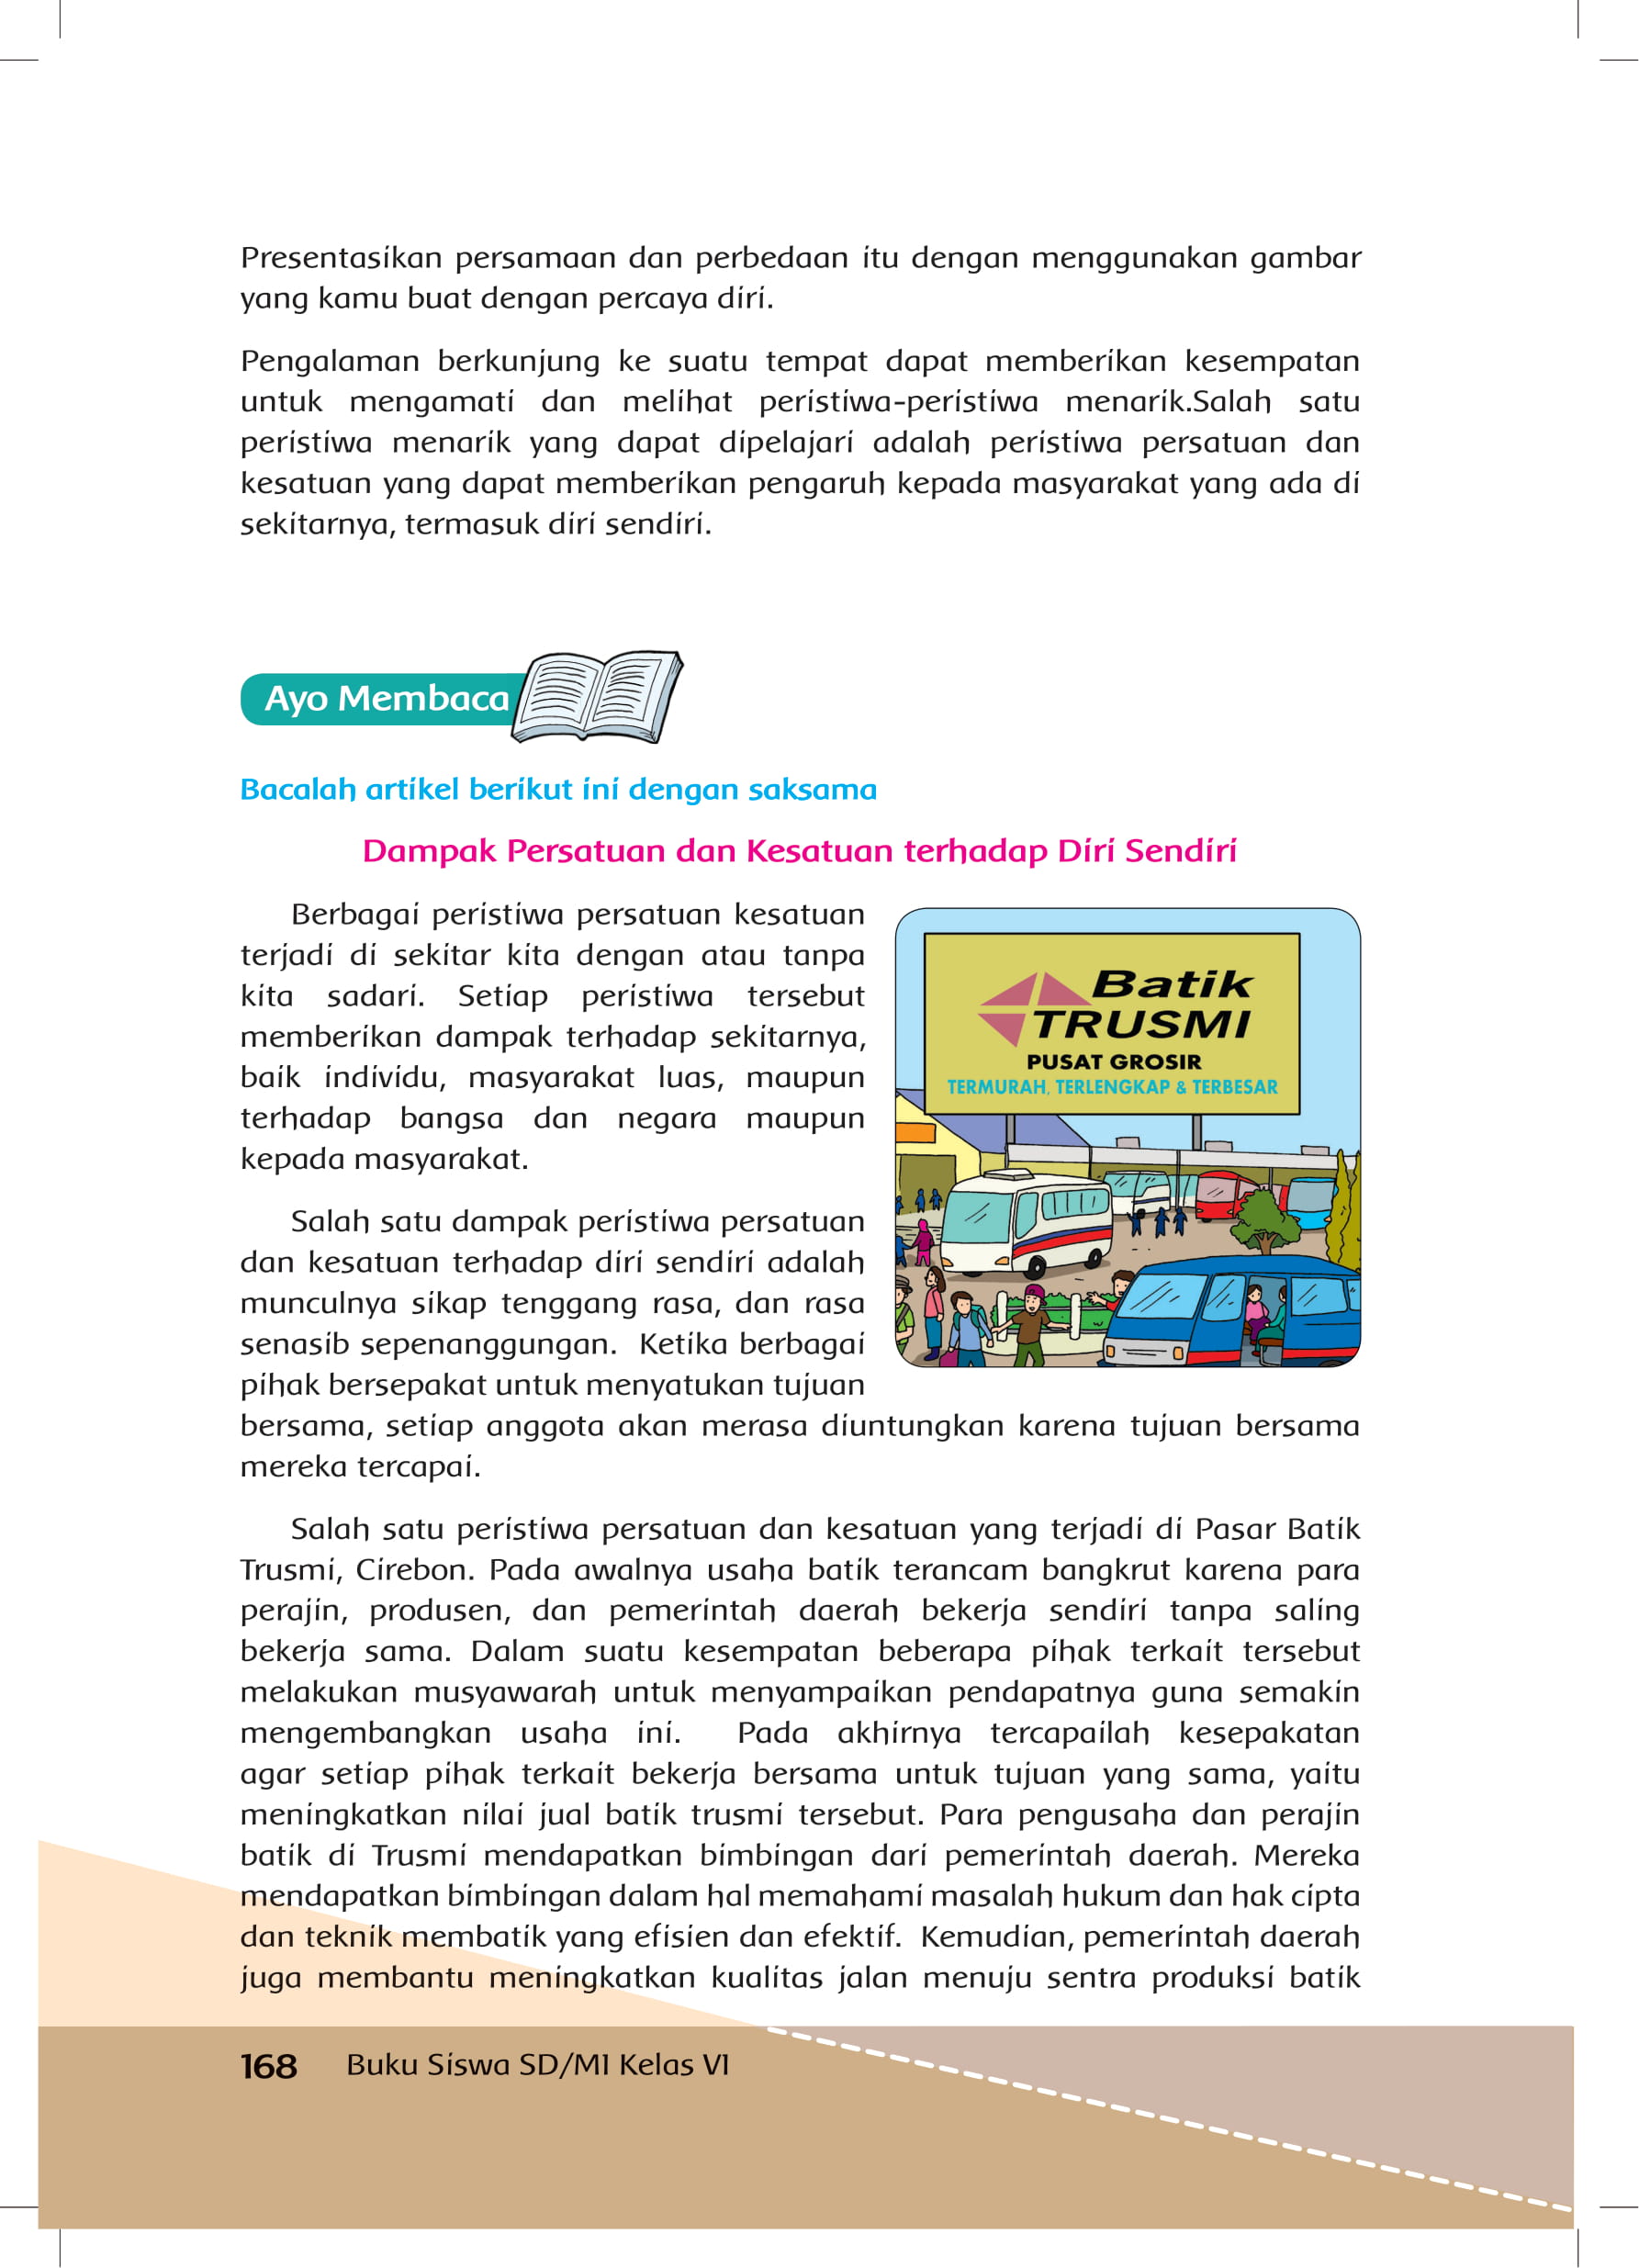 Presentasikan persamaan dan perbedaan itu dengan menggunakan gambar
yang kamu buat dengan percaya diri.
Pengalaman berkunjung ke suatu tempat dapat memberikan kesempatan
untuk mengamati dan melihat peristiwa-peristiwa menarik.Salah satu
peristiwa menarik yang dapat dipelajari adalah peristiwa persatuan dan
kesatuan yang dapat memberikan pengaruh kepada masyarakat yang ada di
sekitarnya, termasuk diri sendiri.
Ayo Membaca
Bacalah artikel berikut ini dengan saksama
Dampak Persatuan dan Kesatuan terhadap Diri Sendiri
Berbagai peristiwa persatuan kesatuan
terjadi di sekitar kita dengan atau tanpa
kita sadari. Setiap peristiwa tersebut
memberikan dampak terhadap sekitarnya,
baik individu, masyarakat luas, maupun
terhadap bangsa dan negara maupun
kepada masyarakat.
Batik
TRUSMI
PUSAT GROSIR
TERMURAH, TERLENGKAP & TERBESAR
Salah satu dampak peristiwa persatuan
dan kesatuan terhadap diri sendiri adalah
munculnya sikap tenggang rasa, dan rasa
senasib sepenanggungan. Ketika berbagai
pihak bersepakat untuk menyatukan tujuan
bersama, setiap anggota akan merasa diuntungkan karena tujuan bersama
mereka tercapai.
Salah satu peristiwa persatuan dan kesatuan yang terjadi di Pasar Batik
Trusmi, Cirebon. Pada awalnya usaha batik terancam bangkrut karena para
perajin, produsen, dan pemerintah daerah bekerja sendiri tanpa saling
bekerja sama. Dalam suatu kesempatan beberapa pihak terkait tersebut
melakukan musyawarah untuk menyampaikan pendapatnya guna semakin
mengembangkan usaha ini. Pada akhirnya tercapailah kesepakatan
agar setiap pihak terkait bekerja bersama untuk tujuan yang sama, yaitu
meningkatkan nilai jual batik trusmi tersebut. Para pengusaha dan perajin
batik di Trusmi mendapatkan bimbingan dari pemerintah daerah. Mereka
mendapatkan bimbingan dalam hal memahami masalah hukum dan hak cipta
dan teknik membatik yang efisien dan efektif. Kemudian, pemerintah daerah
juga membantu meningkatkan kualitas jalan menuju sentra produksi batik
168 Buku Siswa SD/MI Kelas VI